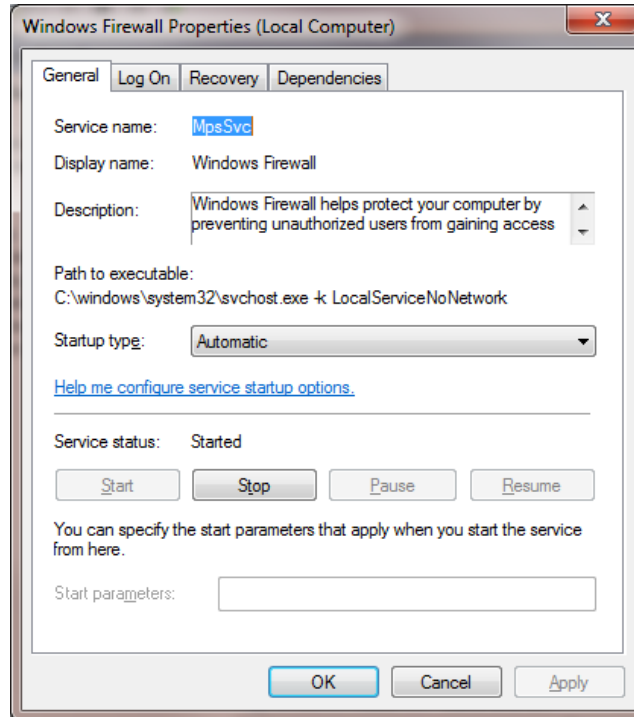 Windows Firewall Properties (Local Computer)
General Log On Recovery Dependencies
Service name: MpsSvc
Display name: Windows Firewall
Description: Windows Firewall helps protect your computer by
preventing unauthorized users from gaining access
Path to executable:
C:\windows\system32\svchost.exe -k LocalServiceNoNetwork
Startup type: Automatic
Help me configure service startup options.
Service status: Started
Start Stop Pause Resume
You can specify the start parameters that apply when you start the service
from here.
Start parameters:
OK Cancel Apply